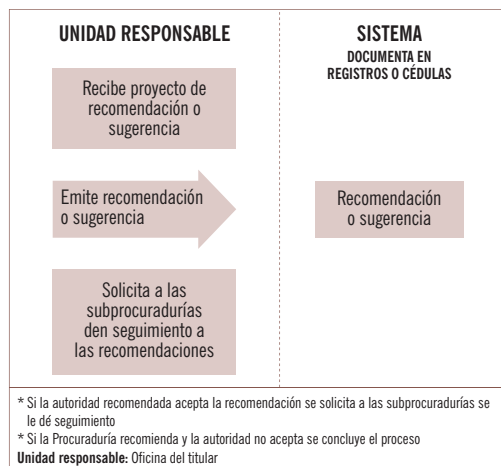 UNIDAD RESPONSABLE
SISTEMA
DOCUMENTA EN
REGISTROS O CÉDULAS
Recibe proyecto de
recomendación o
sugerencia
Emite recomendación
o sugerencia
Recomendación
o sugerencia
Solicita a las
subprocuradurías
den seguimiento a
las recomendaciones
* Si la autoridad recomendada acepta la recomendación se solicita a las subprocuradurías se
le dé seguimiento
* Si la Procuraduría recomienda y la autoridad no acepta se concluye el proceso
Unidad responsable: Oficina del titular